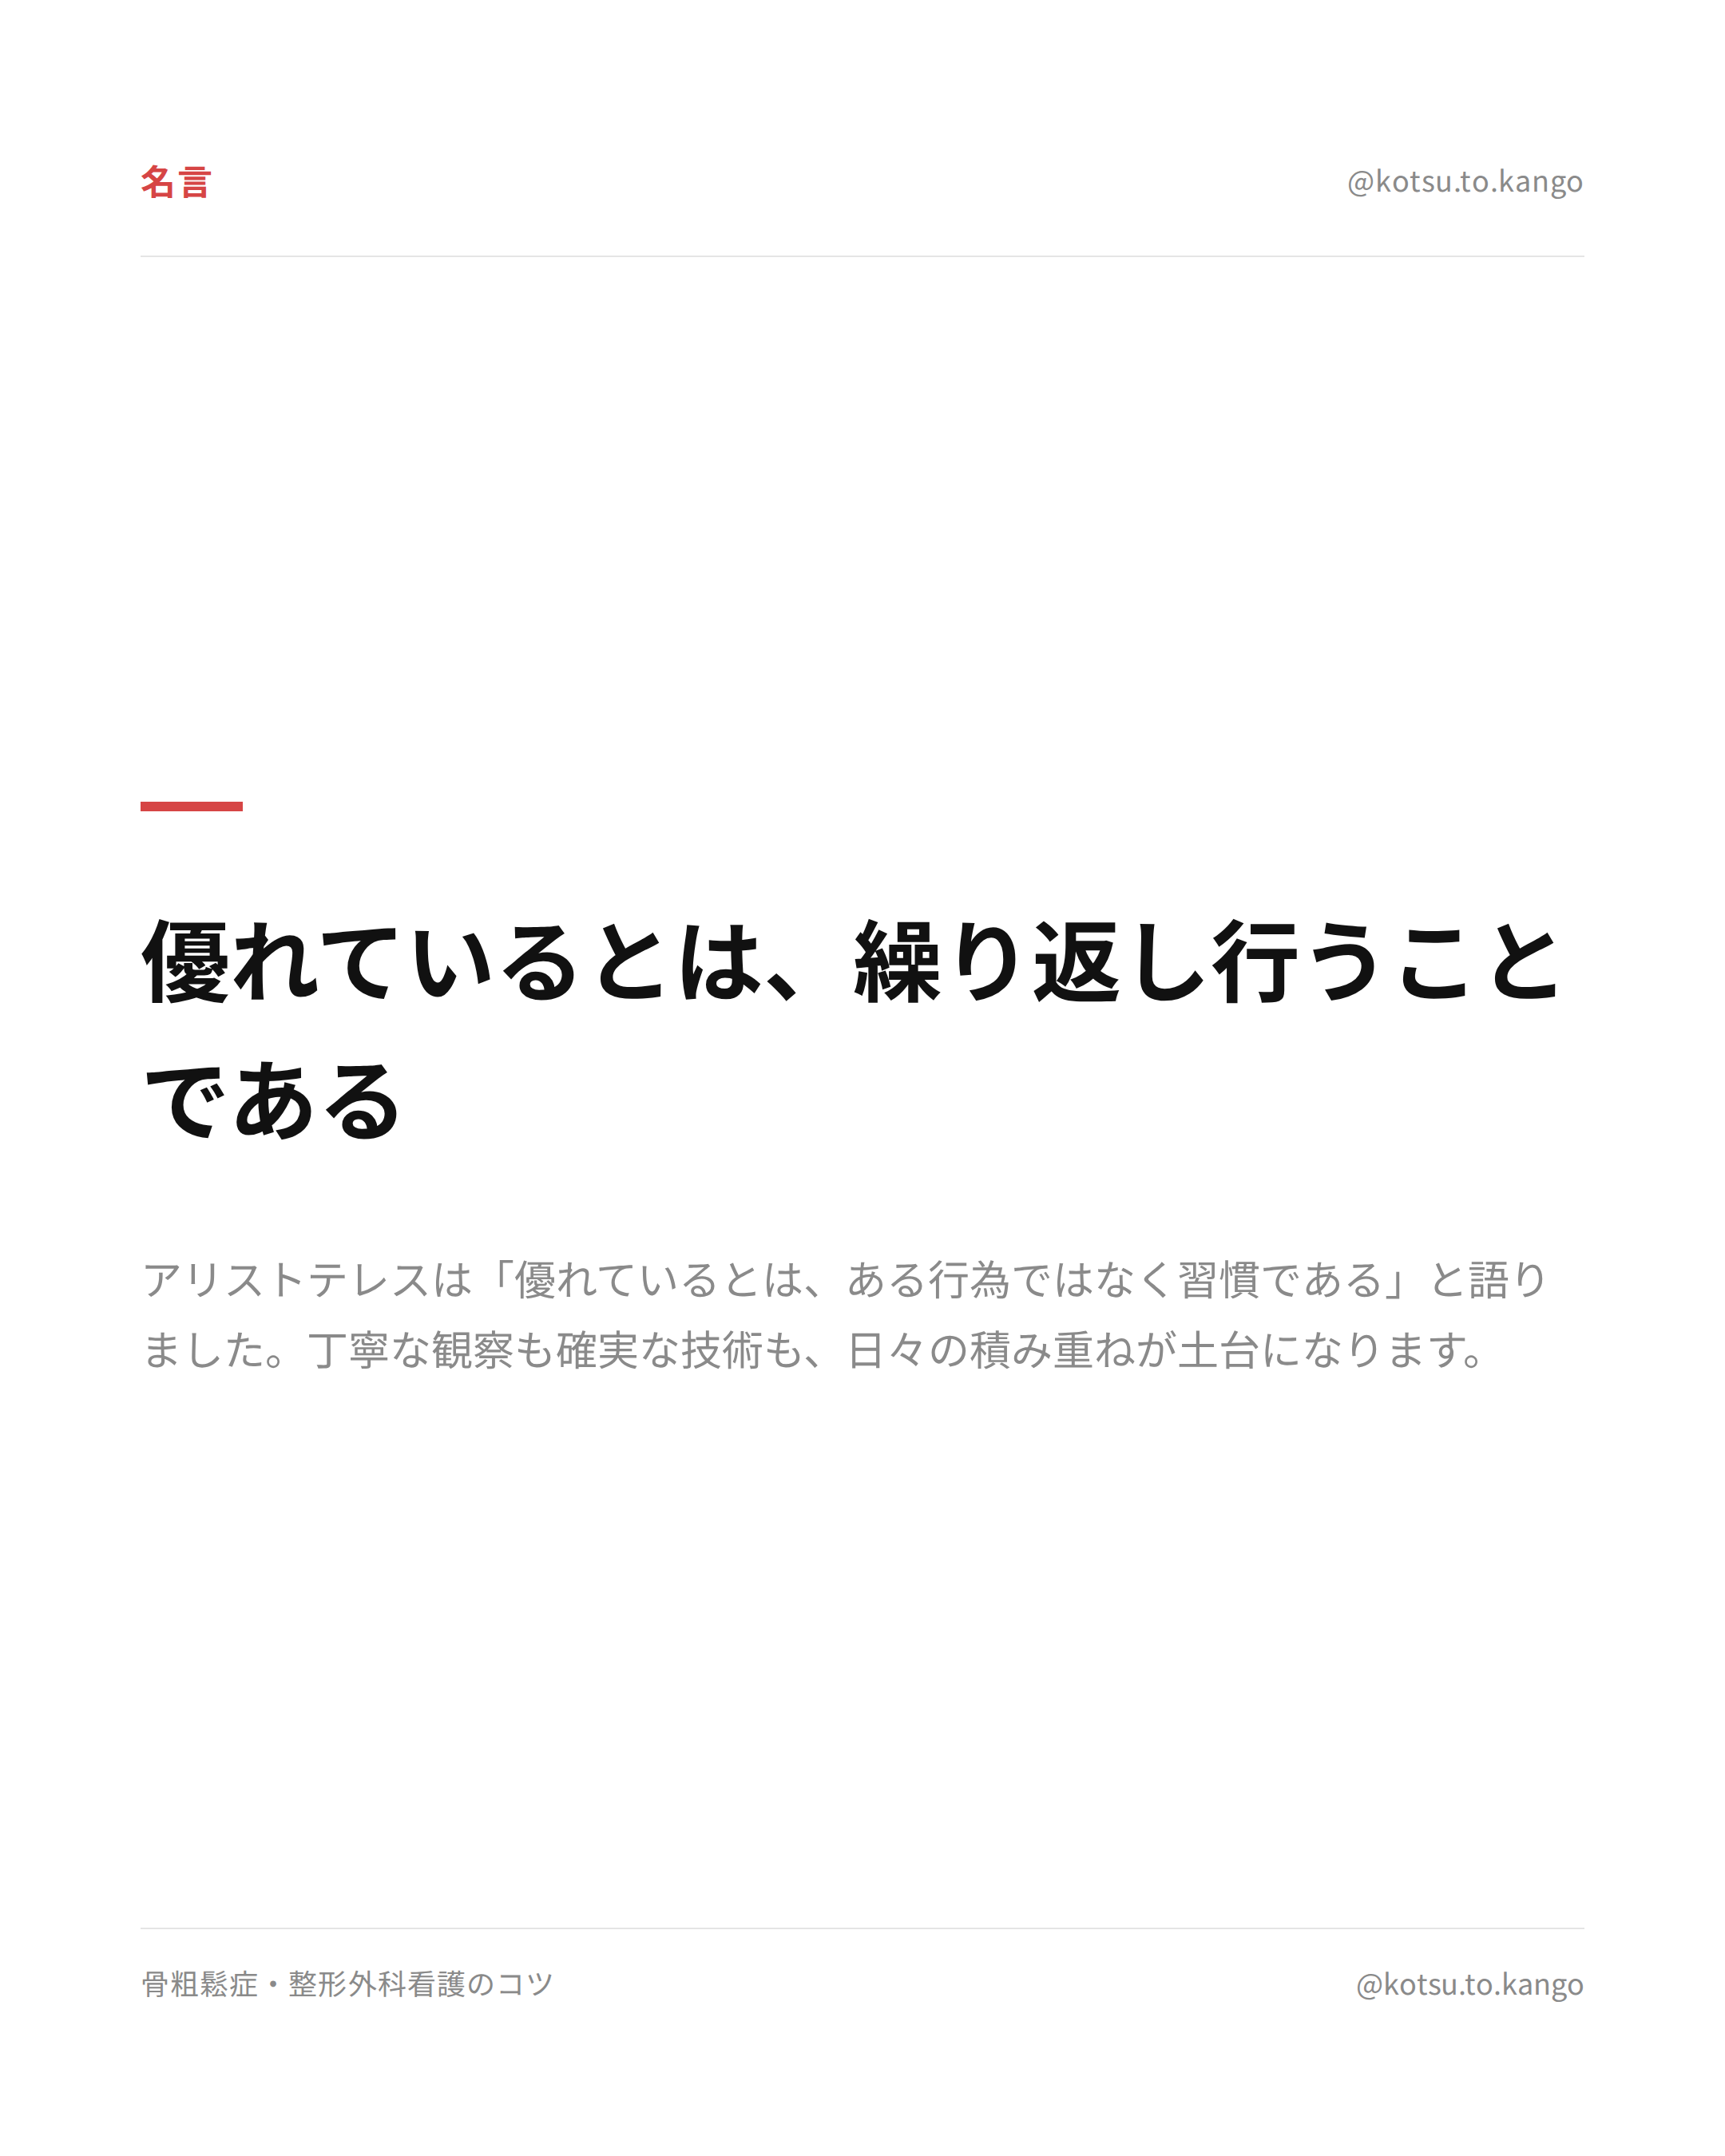 名言
@kotsu.to.kango
優れているとは、繰り返し行うこと
である
アリストテレスは「優れているとは、ある行為ではなく習慣である」と語り
ました。丁寧な観察も確実な技術も、日々の積み重ねが土台になります。
骨粗鬆症・整形外科看護のコツ
@kotsu.to.kango